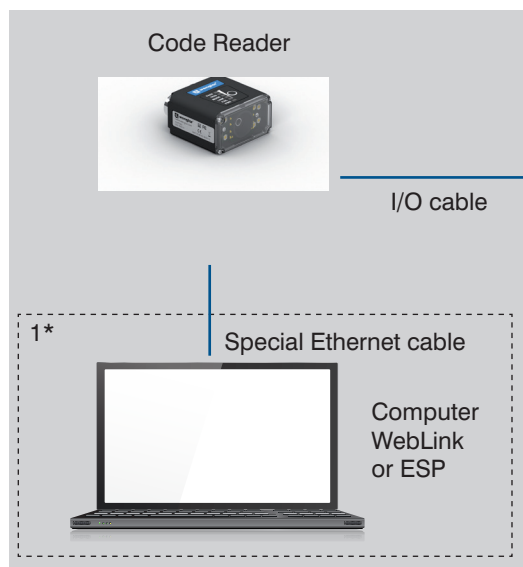 Code Reader
I/O cable
1*
Special Ethernet cable
Computer
WebLink
or ESP